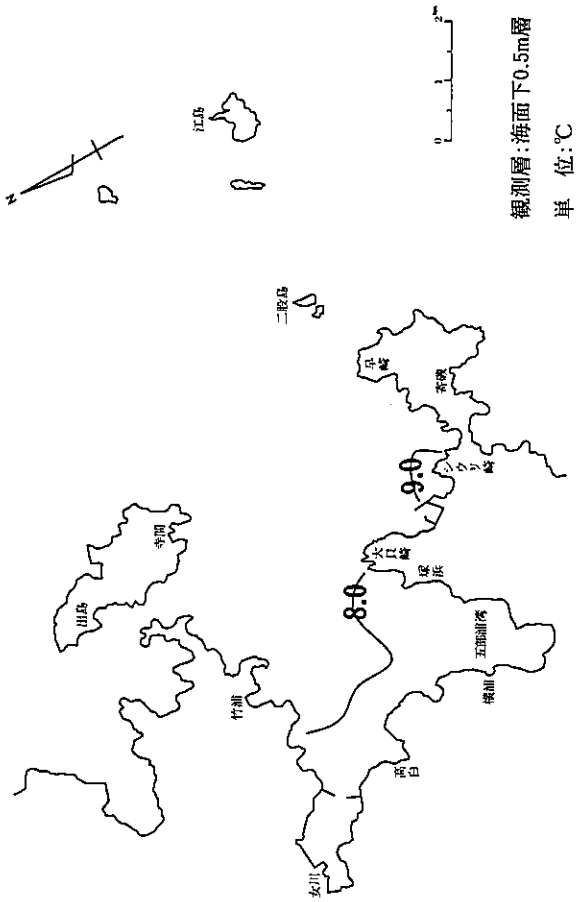 N
江島
0
1
2
km
観測層：海面下0.5m層
単 位：℃
二股島
早崎
寄磯
シウリ崎
9.0
大貝崎
塚浜
8.0
寺間
出島
竹浦
五部浦湾
横浦
高白
女川